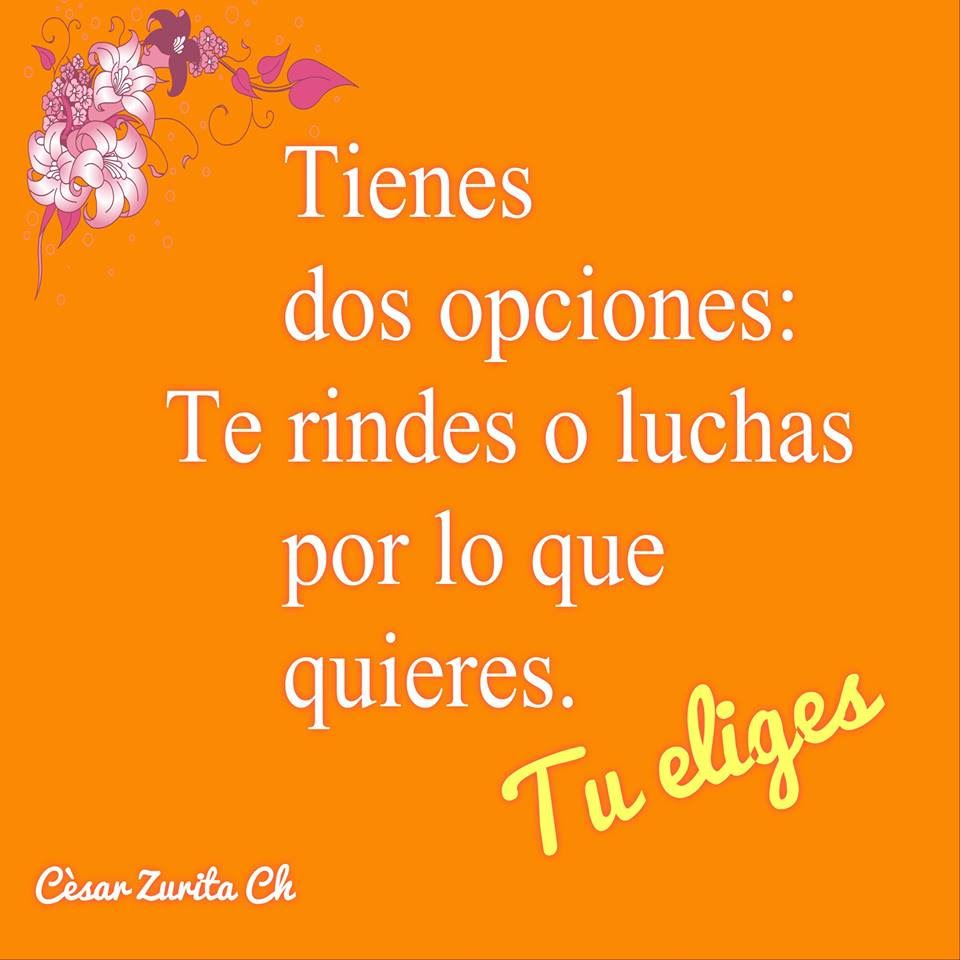 Tienes
dos opciones:
Te rindes o luchas
por lo que
quieres.
Tu eliges
Cèsar Zurita Ch